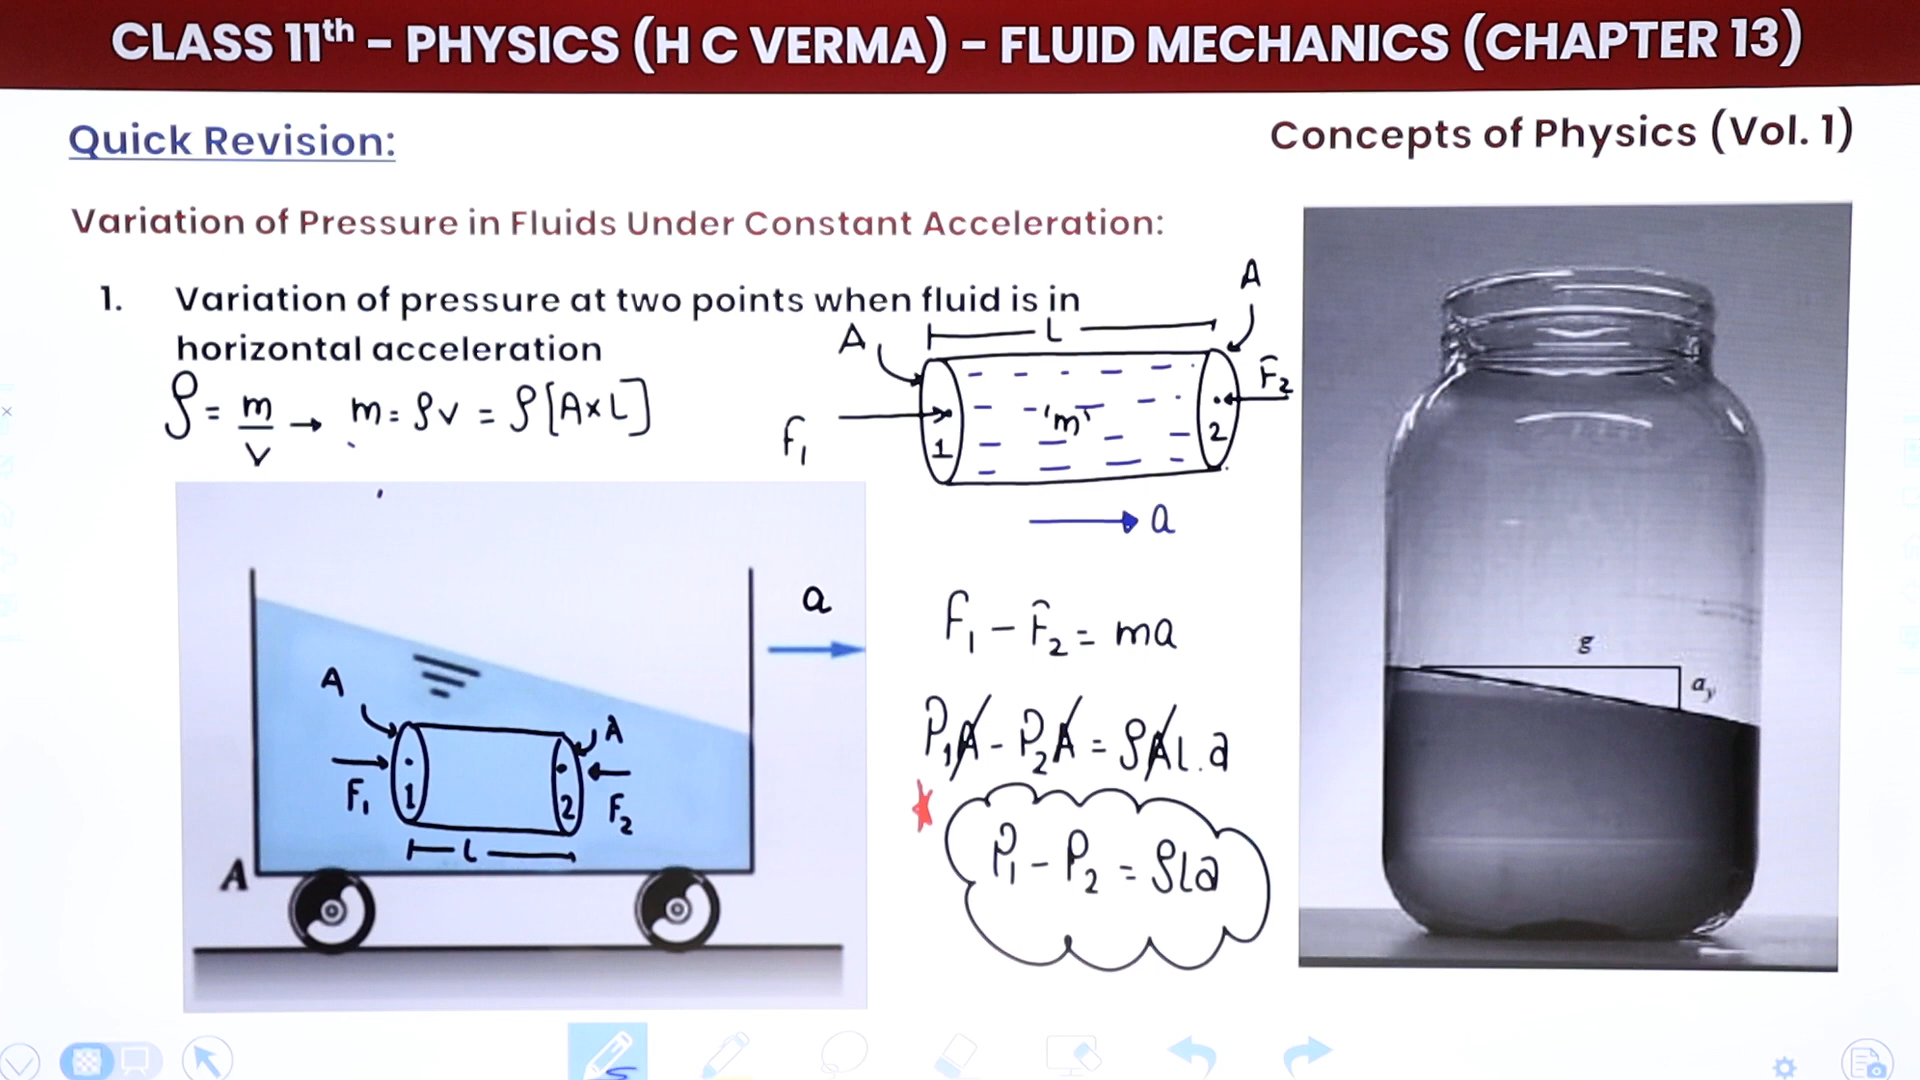 CLASS 11th - PHYSICS (H C VERMA) - FLUID MECHANICS (CHAPTER 13)
Quick Revision:
Concepts of Physics (Vol. 1)
Variation of Pressure in Fluids Under Constant Acceleration:
1. Variation of pressure at two points when fluid is in
horizontal acceleration
ρ = m/V → m = ρV = ρ[A×L]
A
L
A
F₁
1
'm'
2
F₂
a
a
A
A
F₁
1
2
F₂
L
A
F₁ - F₂ = ma
P₁A - P₂A = ρAL.a
P₁ - P₂ = ρLa
g
aᵧ